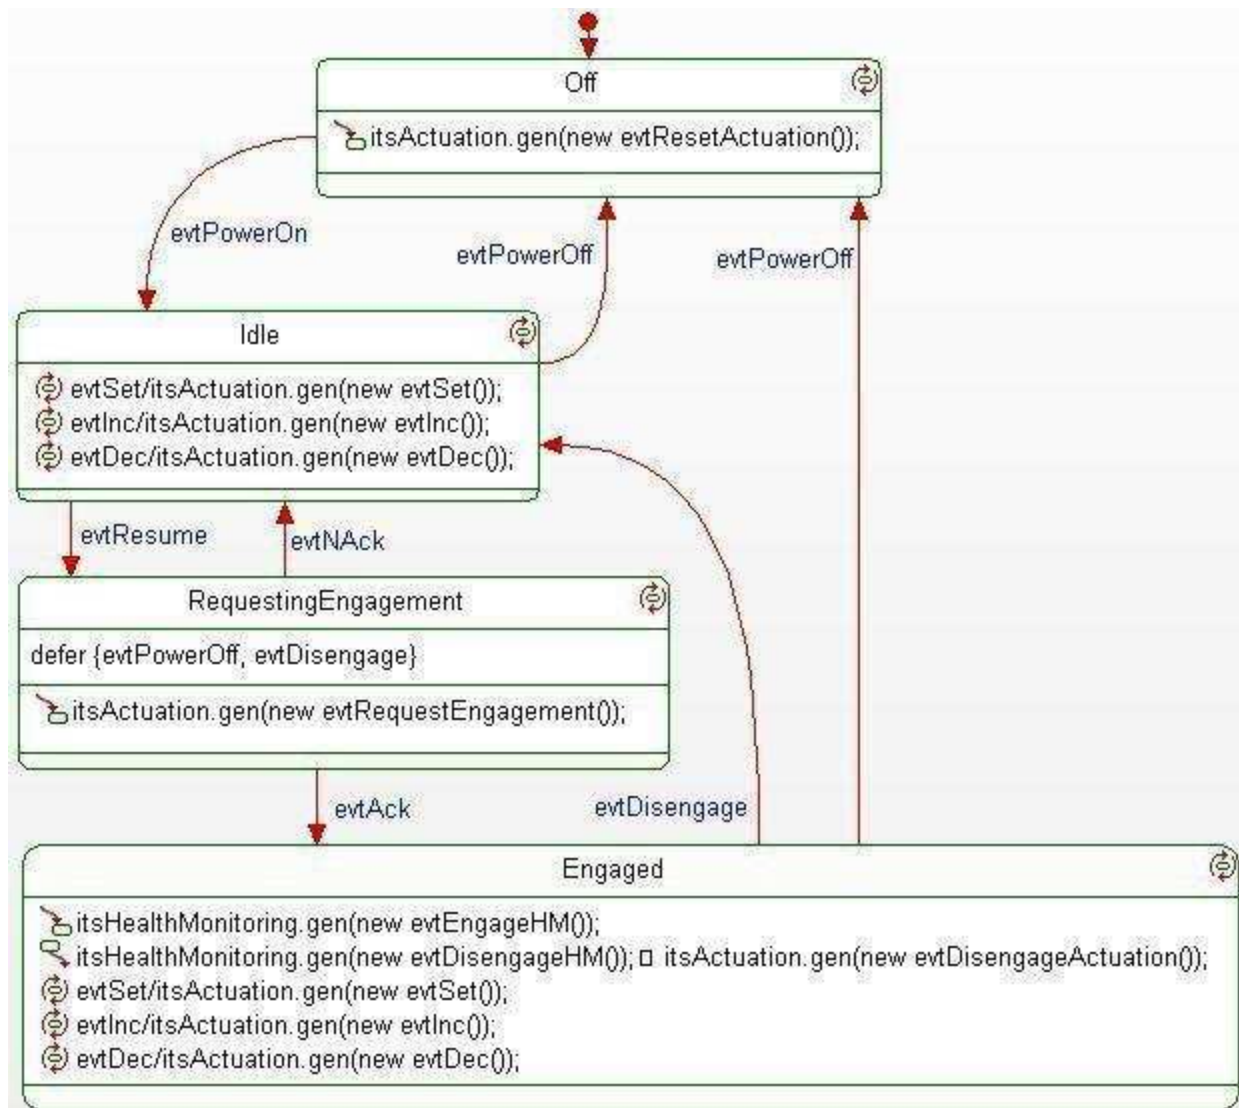 Off
itsActuation.gen(new evtResetActuation());
evtPowerOn
evtPowerOff
evtPowerOff
Idle
evtSet/itsActuation.gen(new evtSet());
evtInc/itsActuation.gen(new evtInc());
evtDec/itsActuation.gen(new evtDec());
evtResume
evtNAck
RequestingEngagement
defer {evtPowerOff, evtDisengage}
itsActuation.gen(new evtRequestEngagement());
evtAck
evtDisengage
Engaged
itsHealthMonitoring.gen(new evtEngageHM());
itsHealthMonitoring.gen(new evtDisengageHM());▯ itsActuation.gen(new evtDisengageActuation());
evtSet/itsActuation.gen(new evtSet());
evtInc/itsActuation.gen(new evtInc());
evtDec/itsActuation.gen(new evtDec());